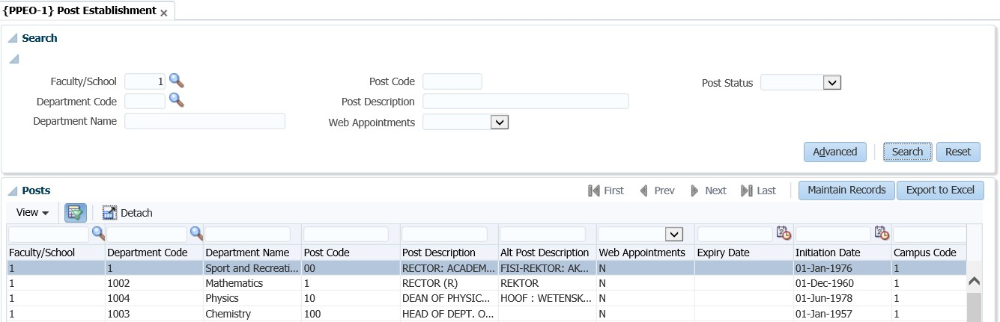 {PPEO-1} Post Establishment
Search
Faculty/School 1 Post Code Post Status
Department Code Post Description
Department Name Web Appointments
Advanced Search Reset
Posts First Prev Next Last Maintain Records Export to Excel
View Detach
Faculty/School Department Code Department Name Post Code Post Description Alt Post Description Web Appointments Expiry Date Initiation Date Campus Code
1 1 Sport and Recreati... 00 RECTOR: ACADEM... FISI-REKTOR: AK... N 01-Jan-1976 1
1 1002 Mathematics 1 RECTOR (R) REKTOR N 01-Dec-1960 1
1 1004 Physics 10 DEAN OF PHYSIC... HOOF : WETENSK... N 01-Jun-1978 1
1 1003 Chemistry 100 HEAD OF DEPT. O... N 01-Jan-1957 1